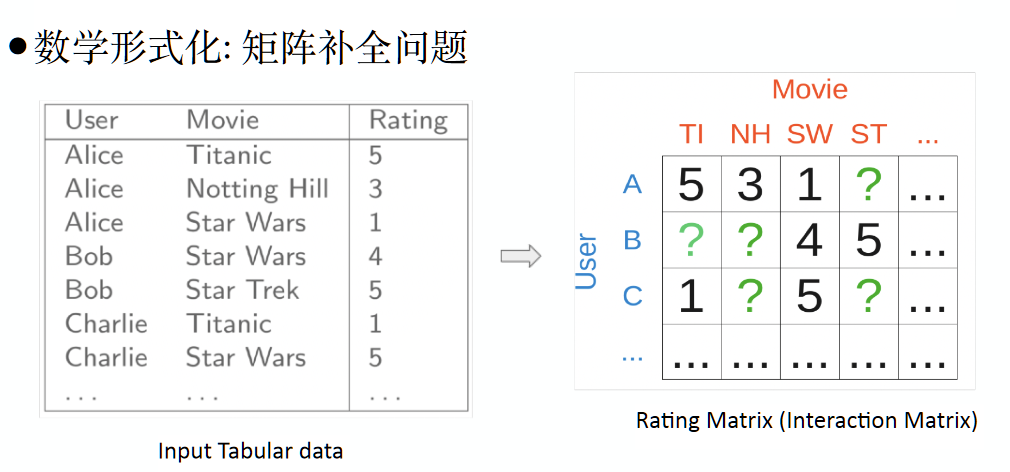 ●数学形式化: 矩阵补全问题
User Movie Rating
Alice Titanic 5
Alice Notting Hill 3
Alice Star Wars 1
Bob Star Wars 4
Bob Star Trek 5
Charlie Titanic 1
Charlie Star Wars 5
... ... ...
Input Tabular data
Movie
TI NH SW ST ...
User
A 5 3 1 ? ...
B ? ? 4 5 ...
C 1 ? 5 ? ...
... ... ... ... ... ...
Rating Matrix (Interaction Matrix)